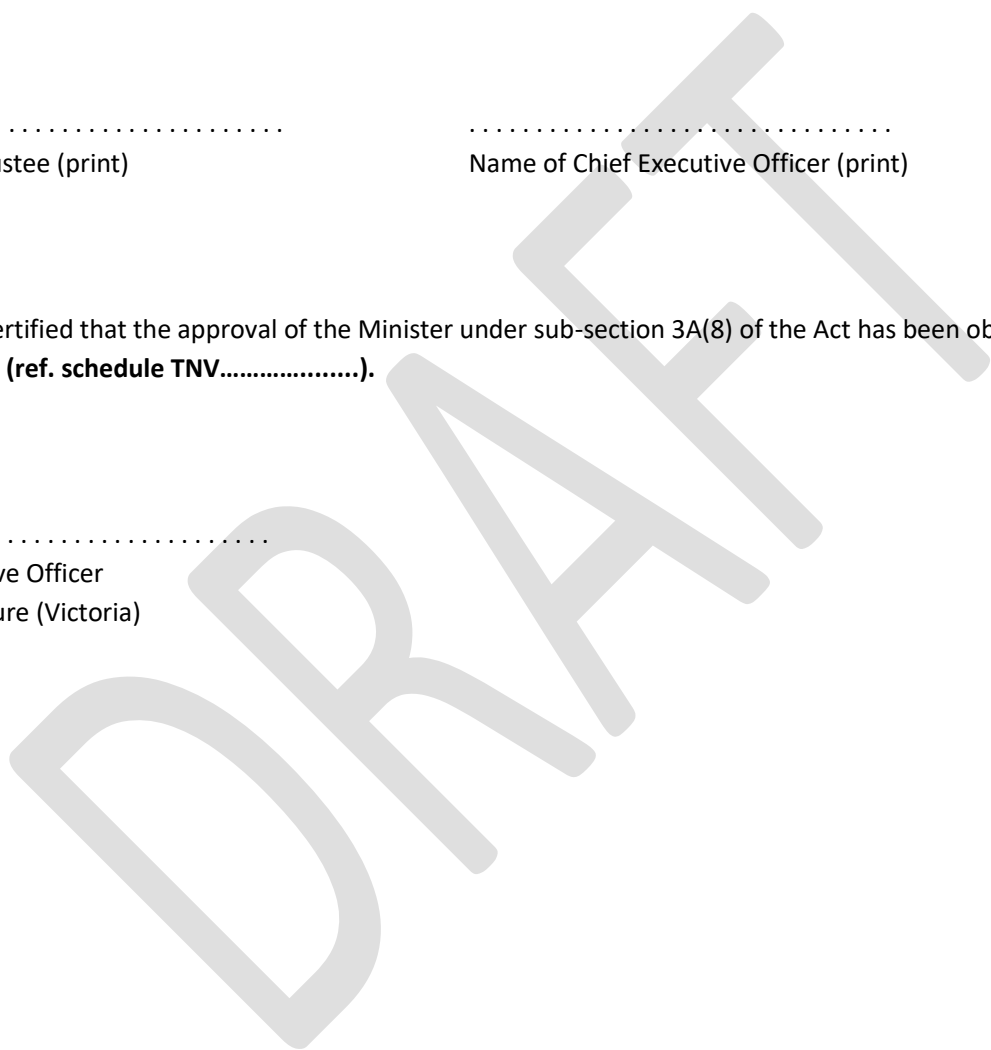 . . . . . . . . . . . . . . . . . . . . . . . . . . . . . . . . . . . . . . . . . . . . . . . . . . . . .
stee (print) Name of Chief Executive Officer (print)
ertified that the approval of the Minister under sub-section 3A(8) of the Act has been ob
(ref. schedule TNV…………........).
. . . . . . . . . . . . . . . . . . . .
ve Officer
ure (Victoria)
DRAFT